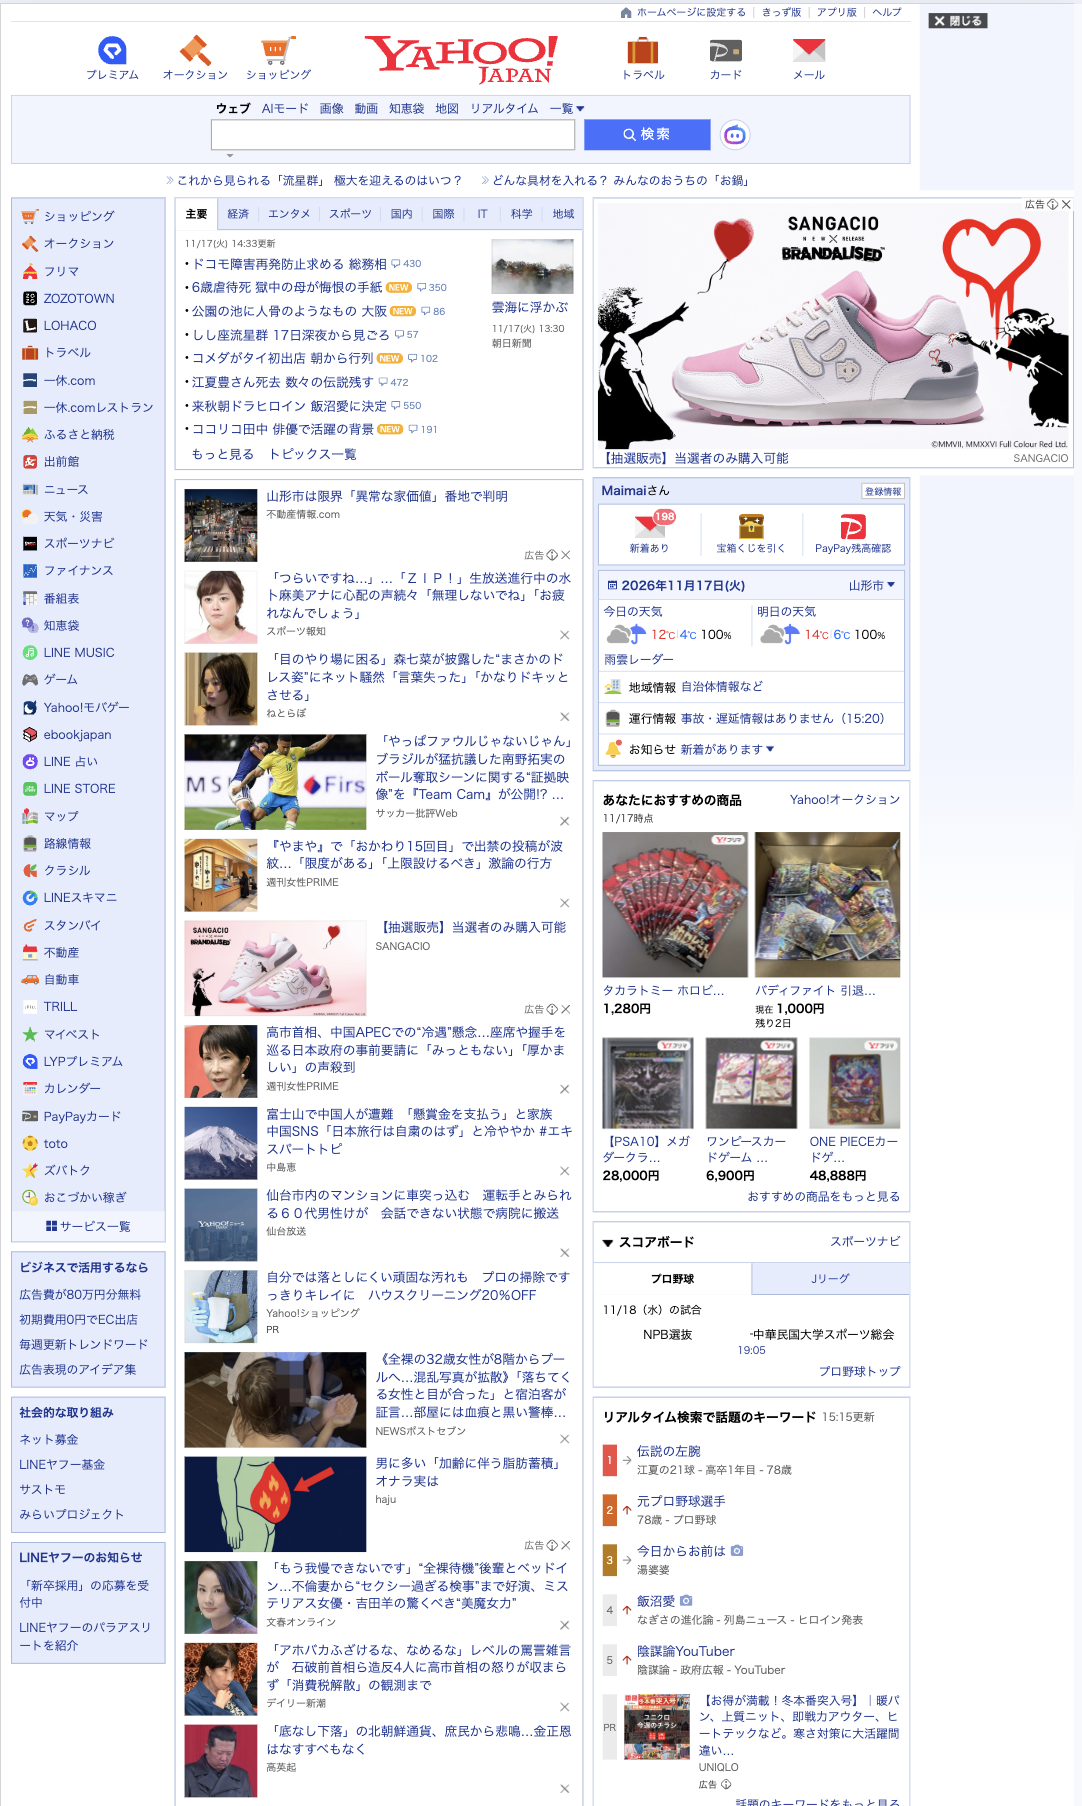 ホームページに設定する
きっず版
アプリ版
ヘルプ
閉じる
プレミアム
オークション
ショッピング
YAHOO!
JAPAN
トラベル
カード
メール
ウェブ AIモード 画像 動画 知恵袋 地図 リアルタイム 一覧
検索
これから見られる「流星群」 極大を迎えるのはいつ？
どんな具材を入れる？ みんなのおうちの「お鍋」
ショッピング
オークション
フリマ
ZOZOTOWN
LOHACO
トラベル
一休.com
一休.comレストラン
ふるさと納税
出前館
ニュース
天気・災害
スポーツナビ
ファイナンス
番組表
知恵袋
LINE MUSIC
ゲーム
Yahoo!モバゲー
ebookjapan
LINE 占い
LINE STORE
マップ
路線情報
クラシル
LINEスキマニ
スタンバイ
不動産
自動車
TRILL
マイベスト
LYPプレミアム
カレンダー
PayPayカード
toto
ズバトク
おこづかい稼ぎ
サービス一覧
ビジネスで活用するなら
広告費が80万円分無料
初期費用0円でEC出店
毎週更新トレンドワード
広告表現のアイデア集
社会的な取り組み
ネット募金
LINEヤフー基金
サストモ
みらいプロジェクト
LINEヤフーのお知らせ
「新卒採用」の応募を受
付中
LINEヤフーのパラアスリ
ートを紹介
主要 経済 エンタメ スポーツ 国内 国際 IT 科学 地域
11/17(火) 14:33更新
・ドコモ障害再発防止求める 総務相 430
・6歳虐待死 獄中の母が悔恨の手紙 NEW 350
・公園の池に人骨のようなもの 大阪 NEW 86
・しし座流星群 17日深夜から見ごろ 57
・コメダがタイ初出店 朝から行列 NEW 102
・江夏豊さん死去 数々の伝説残す 472
・来秋朝ドラヒロイン 飯沼愛に決定 550
・ココリコ田中 俳優で活躍の背景 NEW 191
もっと見る トピックス一覧
雲海に浮かぶ
11/17(火) 13:30
朝日新聞
山形市は限界「異常な家価値」番地で判明
不動産情報.com
広告
「つらいですね…」…「ＺＩＰ！」生放送進行中の水
卜麻美アナに心配の声続々「無理しないでね」「お疲
れなんでしょう」
スポーツ報知
「目のやり場に困る」森七菜が披露した“まさかのド
レス姿”にネット騒然「言葉失った」「かなりドキッと
させる」
ねとらぼ
「やっぱファウルじゃないじゃん」
ブラジルが猛抗議した南野拓実の
ボール奪取シーンに関する“証拠映
像”を『Team Cam』が公開!? …
サッカー批評Web
『やまや』で「おかわり15回目」で出禁の投稿が波
紋…「限度がある」「上限設けるべき」激論の行方
週刊女性PRIME
SANGACIO
BRANDALISED
【抽選販売】当選者のみ購入可能
SANGACIO
広告
高市首相、中国APECでの“冷遇”懸念…座席や握手を
巡る日本政府の事前要請に「みっともない」「厚かま
しい」の声殺到
週刊女性PRIME
富士山で中国人が遭難 「懸賞金を支払う」と家族
中国SNS「日本旅行は自粛のはず」と冷ややか #エキ
スパートトピ
中島恵
YAHOO!ニュース
仙台市内のマンションに車突っ込む　運転手とみられ
る６０代男性けが　会話できない状態で病院に搬送
仙台放送
自分では落としにくい頑固な汚れも　プロの掃除です
っきりキレイに　ハウスクリーニング20%OFF
Yahoo!ショッピング
PR
《全裸の32歳女性が8階からプー
ルへ…混乱写真が拡散》「落ちてく
る女性と目が合った」と宿泊客が
証言…部屋には血痕と黒い警棒…
NEWSポストセブン
男に多い「加齢に伴う脂肪蓄積」
オナラ実は
haju
広告
「もう我慢できないです」“全裸待機”後輩とベッドイ
ン…不倫妻から“セクシー過ぎる検事”まで好演、ミス
テリアス女優・吉田羊の驚くべき“美魔女力”
文春オンライン
「アホバカふざけるな、なめるな」レベルの罵詈雑言
が　石破前首相ら造反4人に高市首相の怒りが収まら
ず「消費税解散」の観測まで
デイリー新潮
「底なし下落」の北朝鮮通貨、庶民から悲鳴…金正恩
はなすすべもなく
高英起
広告
SANGACIO
NEW × RELEASE
BRANDALISED
©MMVII, MMXXVI Full Colour Red Ltd.
【抽選販売】当選者のみ購入可能
SANGACIO
Maimaiさん
登録情報
198
新着あり
宝箱くじを引く
PayPay残高確認
2026年11月17日(火)
山形市
今日の天気
12℃ 4℃ 100%
明日の天気
14℃ 6℃ 100%
雨雲レーダー
地域情報 自治体情報など
運行情報 事故・遅延情報はありません（15:20）
お知らせ 新着があります
あなたにおすすめの商品
Yahoo!オークション
11/17時点
Y!フリマ
タカラトミー ホロビ…
1,280円
バディファイト 引退…
現在 1,000円
残り2日
Y!フリマ
Y!フリマ
Y!フリマ
【PSA10】メガ
ダークラ…
28,000円
ワンピースカー
ドゲーム …
6,900円
ONE PIECEカー
ドゲ…
48,888円
おすすめの商品をもっと見る
スコアボード
スポーツナビ
プロ野球
Jリーグ
11/18（水）の試合
NPB選抜 - 中華民国大学スポーツ総会
19:05
プロ野球トップ
リアルタイム検索で話題のキーワード 15:15更新
1 伝説の左腕
江夏の21球 - 高卒1年目 - 78歳
2 元プロ野球選手
78歳 - プロ野球
3 今日からお前は
湯婆婆
4 飯沼愛
なぎさの進化論 - 列島ニュース - ヒロイン発表
5 陰謀論YouTuber
陰謀論 - 政府広報 - YouTuber
PR
冬本番突入号
ユニクロ
今週のチラシ
【お得が満載！冬本番突入号】｜暖パ
ン、上質ニット、即戦力アウター、ヒ
ートテックなど。寒さ対策に大活躍間
違い…
UNIQLO
広告
話題のキーワードをもっと見る